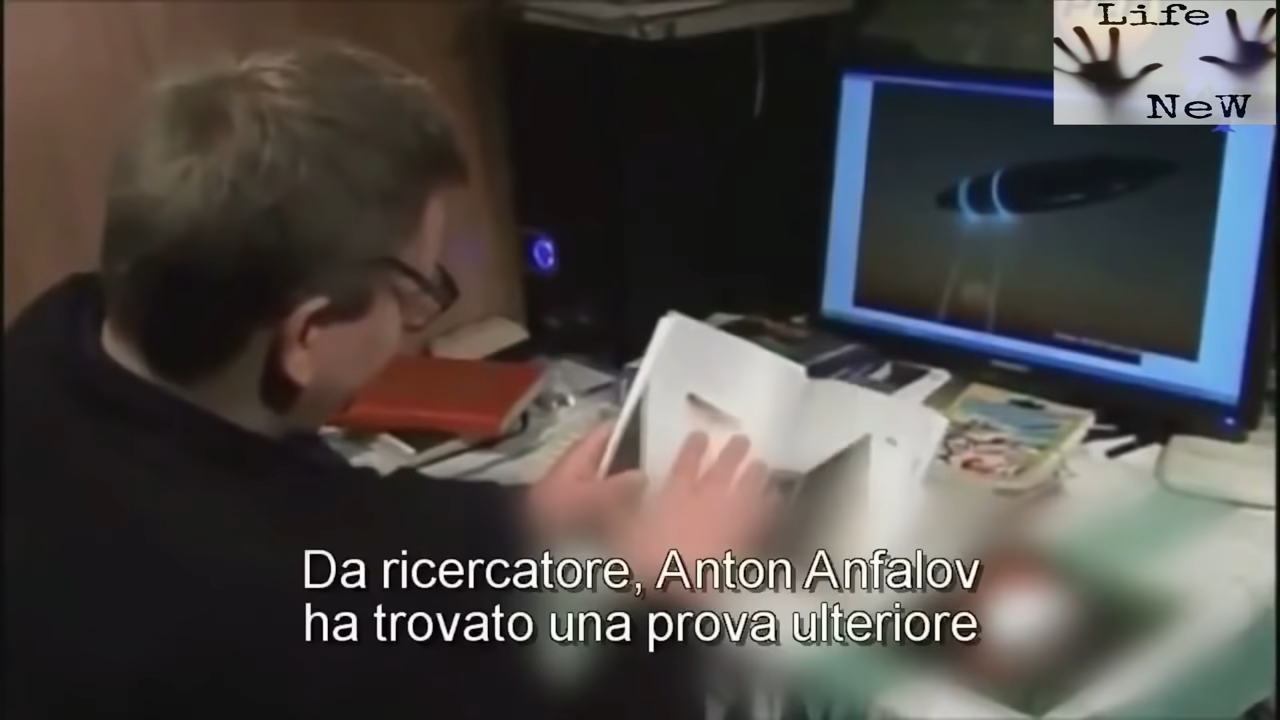 Life
NeW
Da ricercatore, Anton Anfalov
ha trovato una prova ulteriore